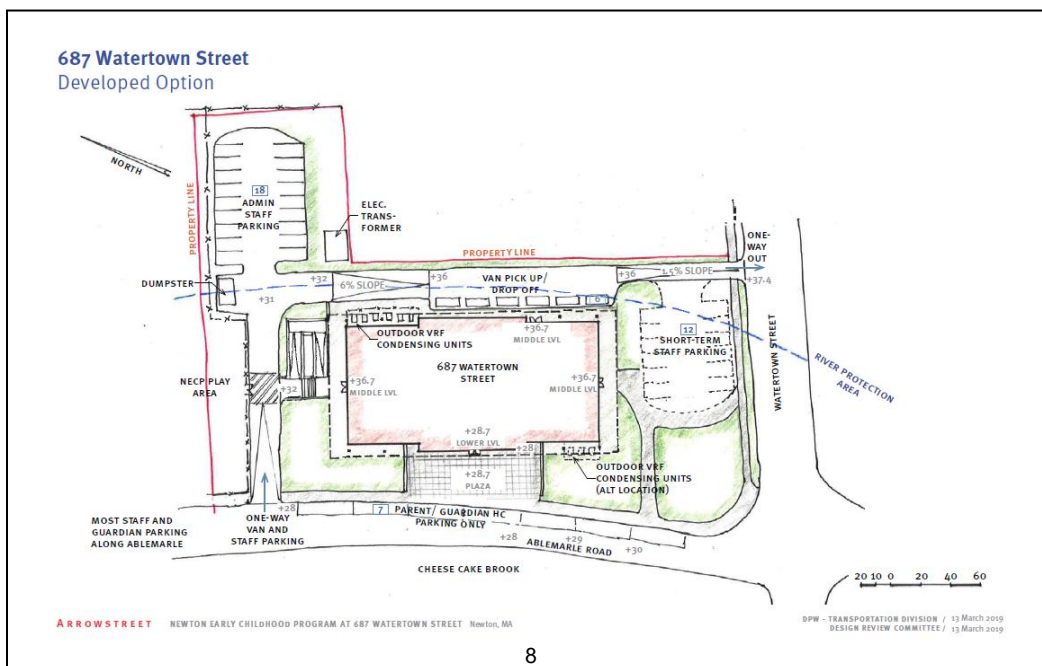 687 Watertown Street
Developed Option
NORTH
PROPERTY LINE
18
ADMIN
STAFF
PARKING
ELEC.
TRANS-
FORMER
DUMPSTER
+31
+32
6% SLOPE
+36
PROPERTY LINE
VAN PICK UP/
DROP OFF
6
+36
1.5% SLOPE
ONE-
WAY
OUT
+37.4
OUTDOOR VRF
CONDENSING UNITS
+36.7
MIDDLE LVL
687 WATERTOWN
STREET
12
SHORT-TERM
STAFF PARKING
WATERTOWN STREET
RIVER PROTECTION
AREA
NECP PLAY
AREA
+32
+36.7
MIDDLE LVL
+36.7
MIDDLE LVL
+28.7
LOWER LVL
+28
+28.7
PLAZA
OUTDOOR VRF
CONDENSING UNITS
(ALT LOCATION)
MOST STAFF AND
GUARDIAN PARKING
ALONG ABLEMARLE
ONE-WAY
VAN AND
STAFF PARKING
+28
7
PARENT/ GUARDIAN HC
PARKING ONLY
+28
+29
+30
ABLEMARLE ROAD
CHEESE CAKE BROOK
20 10 0 20 40 60
ARROWSTREET NEWTON EARLY CHILDHOOD PROGRAM AT 687 WATERTOWN STREET Newton, MA
DPW - TRANSPORTATION DIVISION / 13 March 2019
DESIGN REVIEW COMMITTEE / 13 March 2019
8